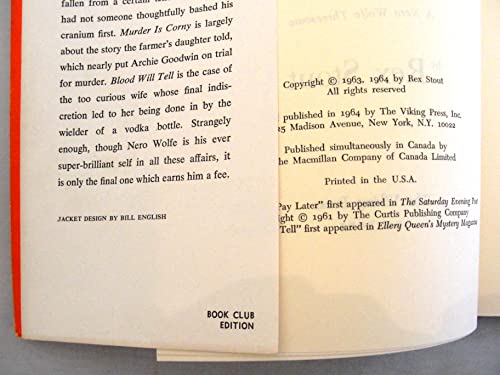 fallen from a certain
had not someone thoughtfully bashed his
cranium first. Murder Is Corny is largely
about the story the farmer's daughter told,
which nearly put Archie Goodwin on trial
for murder. Blood Will Tell is the case of
the too curious wife whose final indis-
cretion led to her being done in by the
wielder of a vodka bottle. Strangely
enough, though Nero Wolfe is his ever
super-brilliant self in all these affairs, it
is only the final one which earns him a fee.
JACKET DESIGN BY BILL ENGLISH
BOOK CLUB
EDITION
A Nero Wolfe Threesome
by
Rex Stout
Copyright © 1963, 1964 by Rex Stout
All rights reserved
published in 1964 by The Viking Press, Inc.
25 Madison Avenue, New York, N.Y. 10022
Published simultaneously in Canada by
The Macmillan Company of Canada Limited
Printed in the U.S.A.
Pay Later" first appeared in The Saturday Evening Post
© 1961 by The Curtis Publishing Company
Tell" first appeared in Ellery Queen's Mystery Magazine